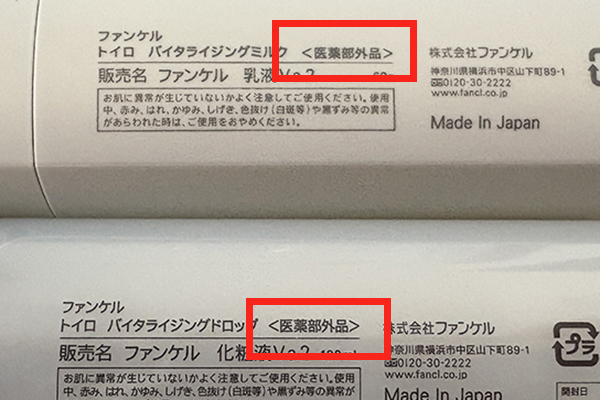 ファンケル
トイロ バイタライジングミルク <医薬部外品>
販売名 ファンケル 乳液
お肌に異常が生じていないかよく注意してご使用ください。使用
中、赤み、はれ、かゆみ、しげき、色抜け(白斑等)や黒ずみ等の異常
があらわれた時は、ご使用をおやめください。
株式会社ファンケル
神奈川県横浜市中区山下町89-1
0120-30-2222
www.fancl.co.jp
Made In Japan
ファンケル
トイロ バイタライジングドロップ <医薬部外品>
販売名 ファンケル 化粧液
お肌に異常が生じていないかよく注意してご使用ください。使用
中、赤み、はれ、かゆみ、しげき、色抜け(白斑等)や黒ずみ等の異常
株式会社ファンケル
神奈川県横浜市中区山下町89-1
0120-30-2222
www.fancl.co.jp
Made In Japan
プラ
開封日